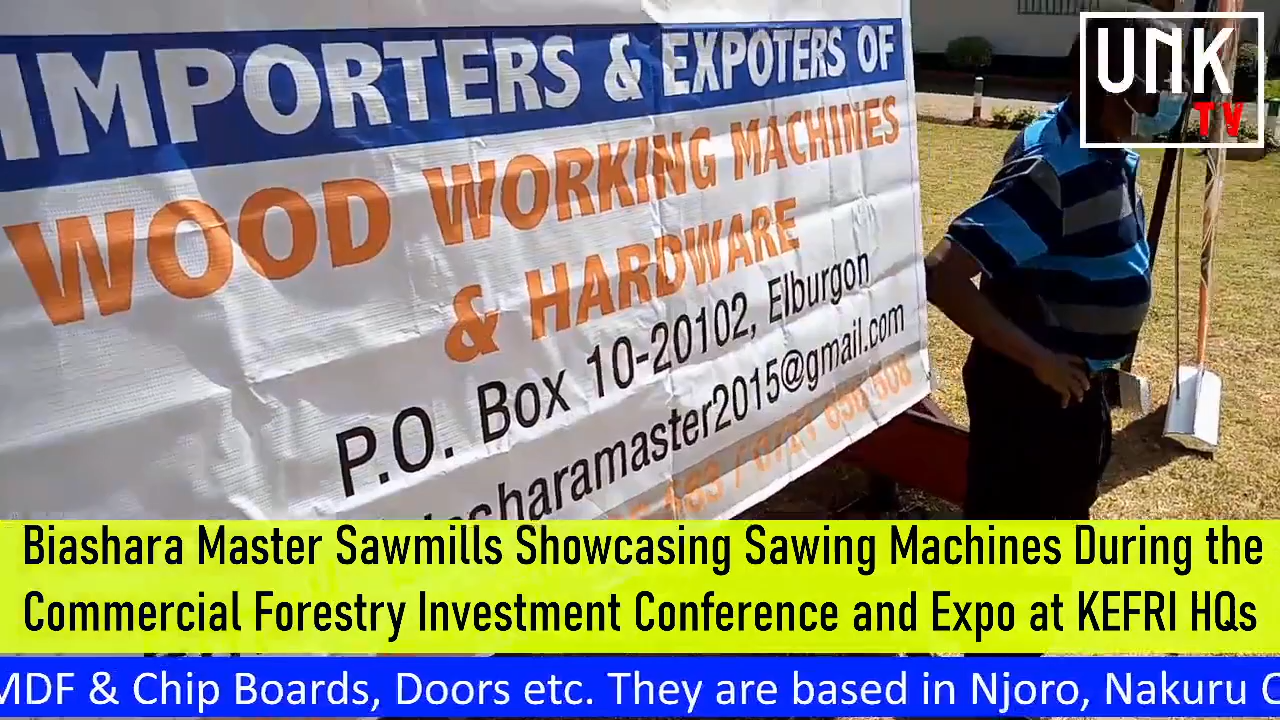 UNK
TV
IMPORTERS & EXPOTERS OF
WOOD WORKING MACHINES
& HARDWARE
P.O. Box 10-20102, Elburgon
sharamaster2015@gmail.com
Biashara Master Sawmills Showcasing Sawing Machines During the
Commercial Forestry Investment Conference and Expo at KEFRI HQs
MDF & Chip Boards, Doors etc. They are based in Njoro, Nakuru C